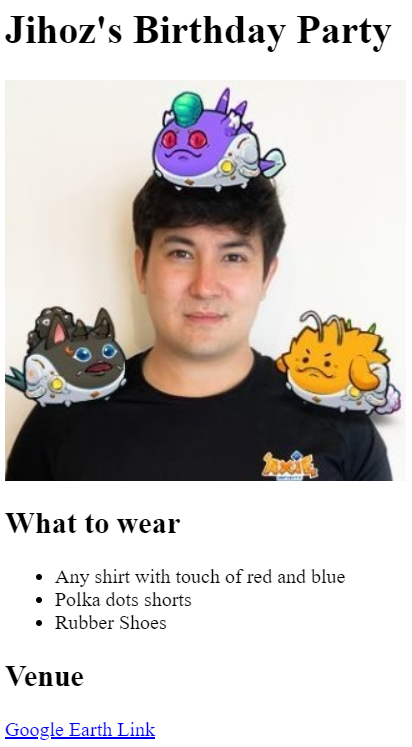 Jihoz's Birthday Party
AXIE
INFINITY
What to wear
Any shirt with touch of red and blue
Polka dots shorts
Rubber Shoes
Venue
Google Earth Link